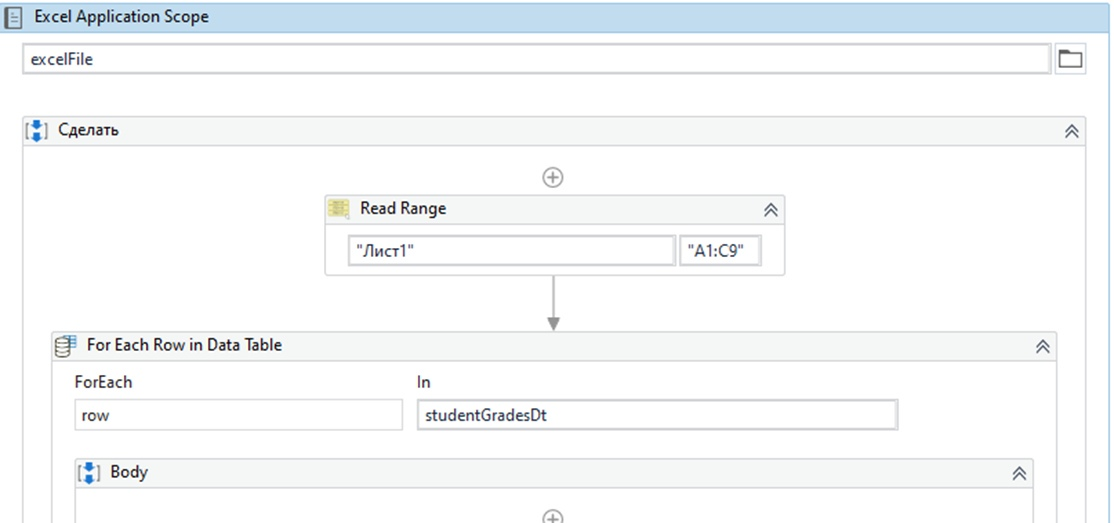 Excel Application Scope
excelFile
Сделать
Read Range
"Лист1" "A1:C9"
For Each Row in Data Table
ForEach In
row studentGradesDt
Body